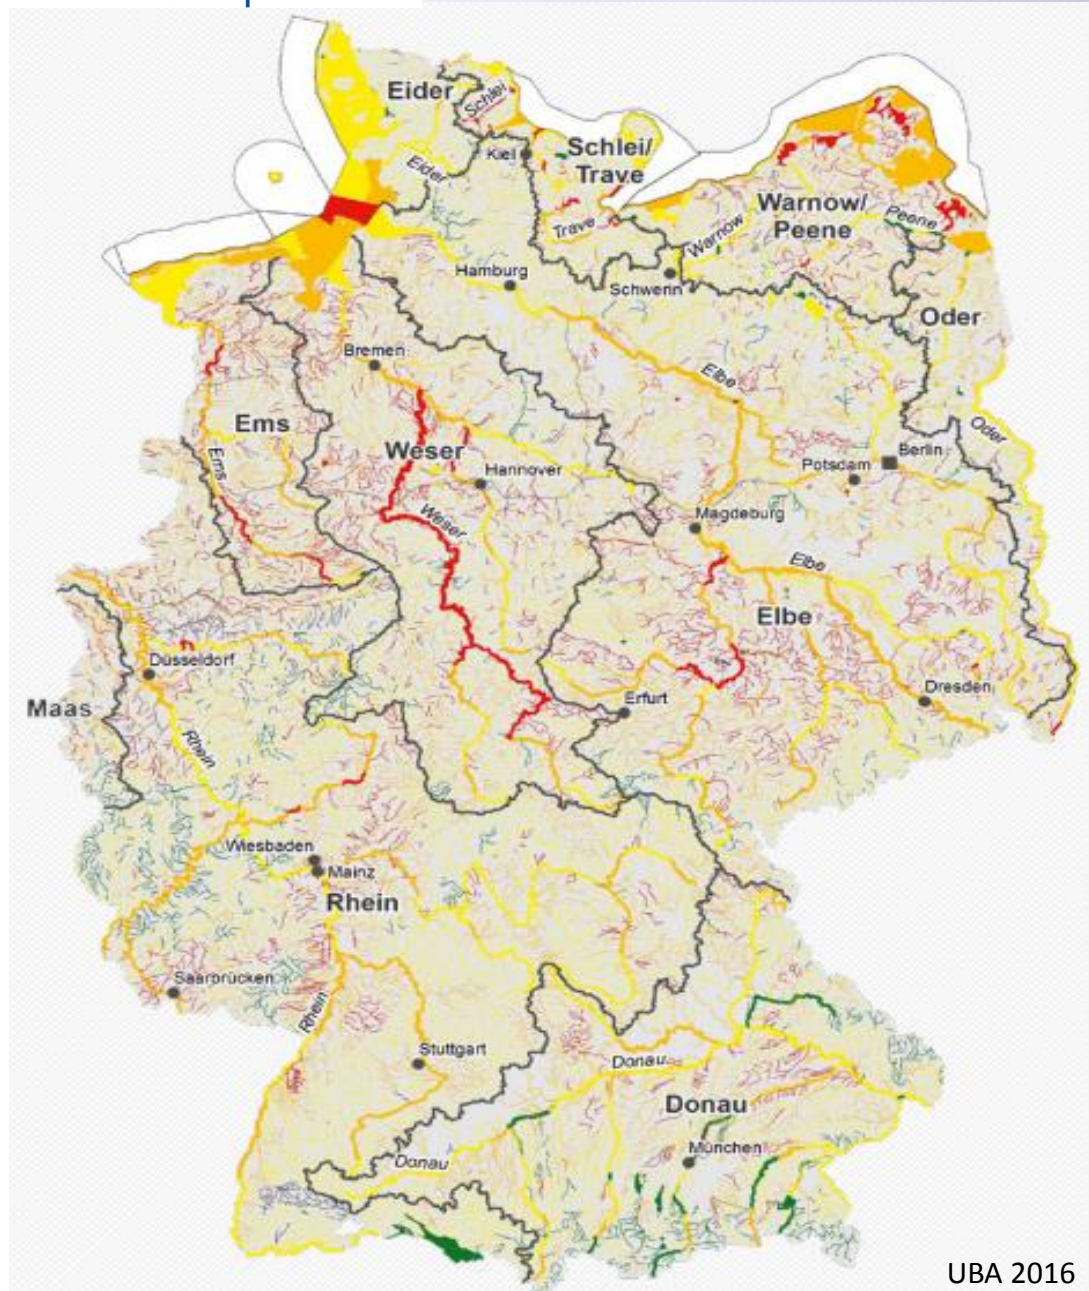 Eider
Schlei
Kiel
Schlei/
Trave
Eider
Trave
Warnow/
Peene
Peene
Warnow
Hamburg
Schwerin
Oder
Bremen
Elbe
Ems
Ems
Weser
Hannover
Weser
Potsdam
Berlin
Oder
Magdeburg
Elbe
Elbe
Düsseldorf
Dresden
Erfurt
Maas
Rhein
Wiesbaden
Mainz
Rhein
Saarbrücken
Rhein
Stuttgart
Donau
Donau
München
Donau
UBA 2016